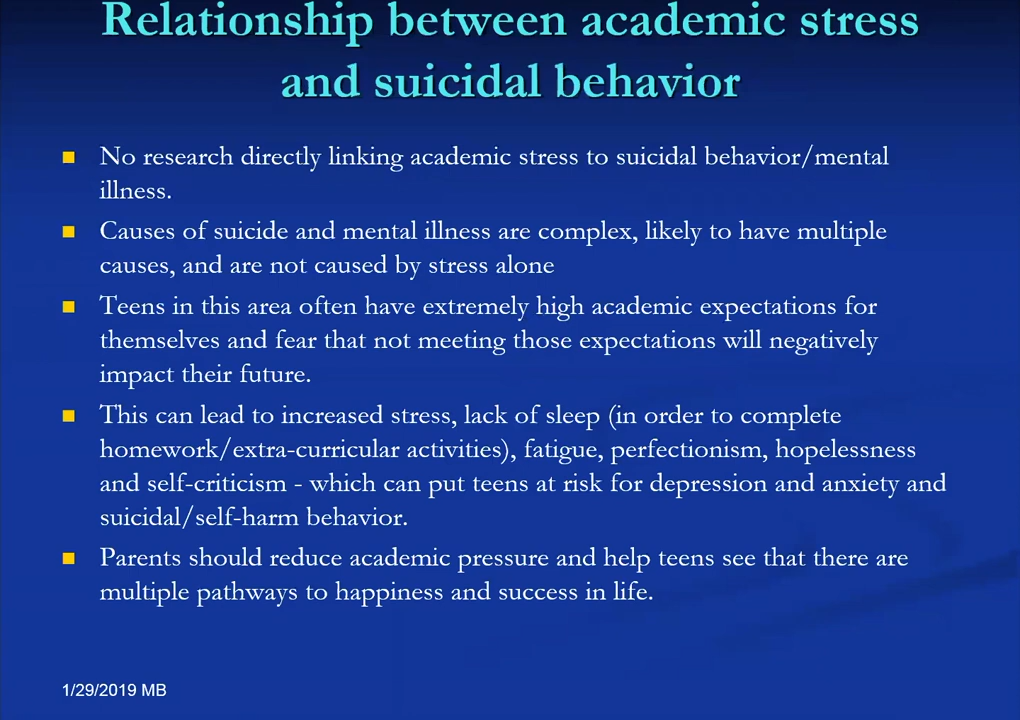 Relationship between academic stress
and suicidal behavior
No research directly linking academic stress to suicidal behavior/mental
illness.
Causes of suicide and mental illness are complex, likely to have multiple
causes, and are not caused by stress alone
Teens in this area often have extremely high academic expectations for
themselves and fear that not meeting those expectations will negatively
impact their future.
This can lead to increased stress, lack of sleep (in order to complete
homework/extra-curricular activities), fatigue, perfectionism, hopelessness
and self-criticism - which can put teens at risk for depression and anxiety and
suicidal/self-harm behavior.
Parents should reduce academic pressure and help teens see that there are
multiple pathways to happiness and success in life.
1/29/2019 MB